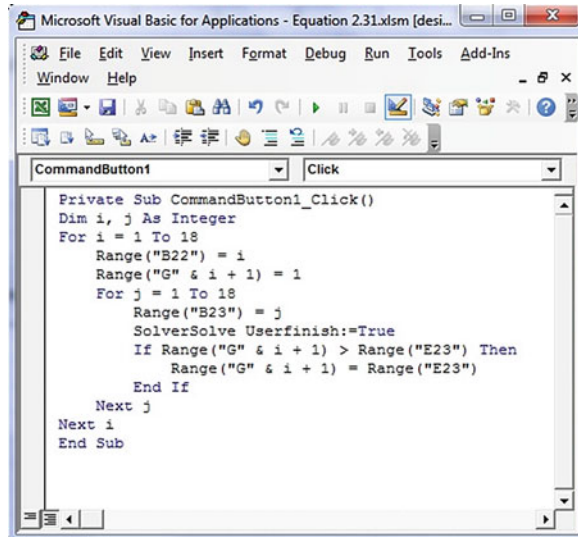 Microsoft Visual Basic for Applications - Equation 2.31.xlsm [desi...
File Edit View Insert Format Debug Run Tools Add-Ins
Window Help
CommandButton1 Click
Private Sub CommandButton1_Click()
Dim i, j As Integer
For i = 1 To 18
Range("B22") = i
Range("G" & i + 1) = 1
For j = 1 To 18
Range("B23") = j
SolverSolve Userfinish:=True
If Range("G" & i + 1) > Range("E23") Then
Range("G" & i + 1) = Range("E23")
End If
Next j
Next i
End Sub